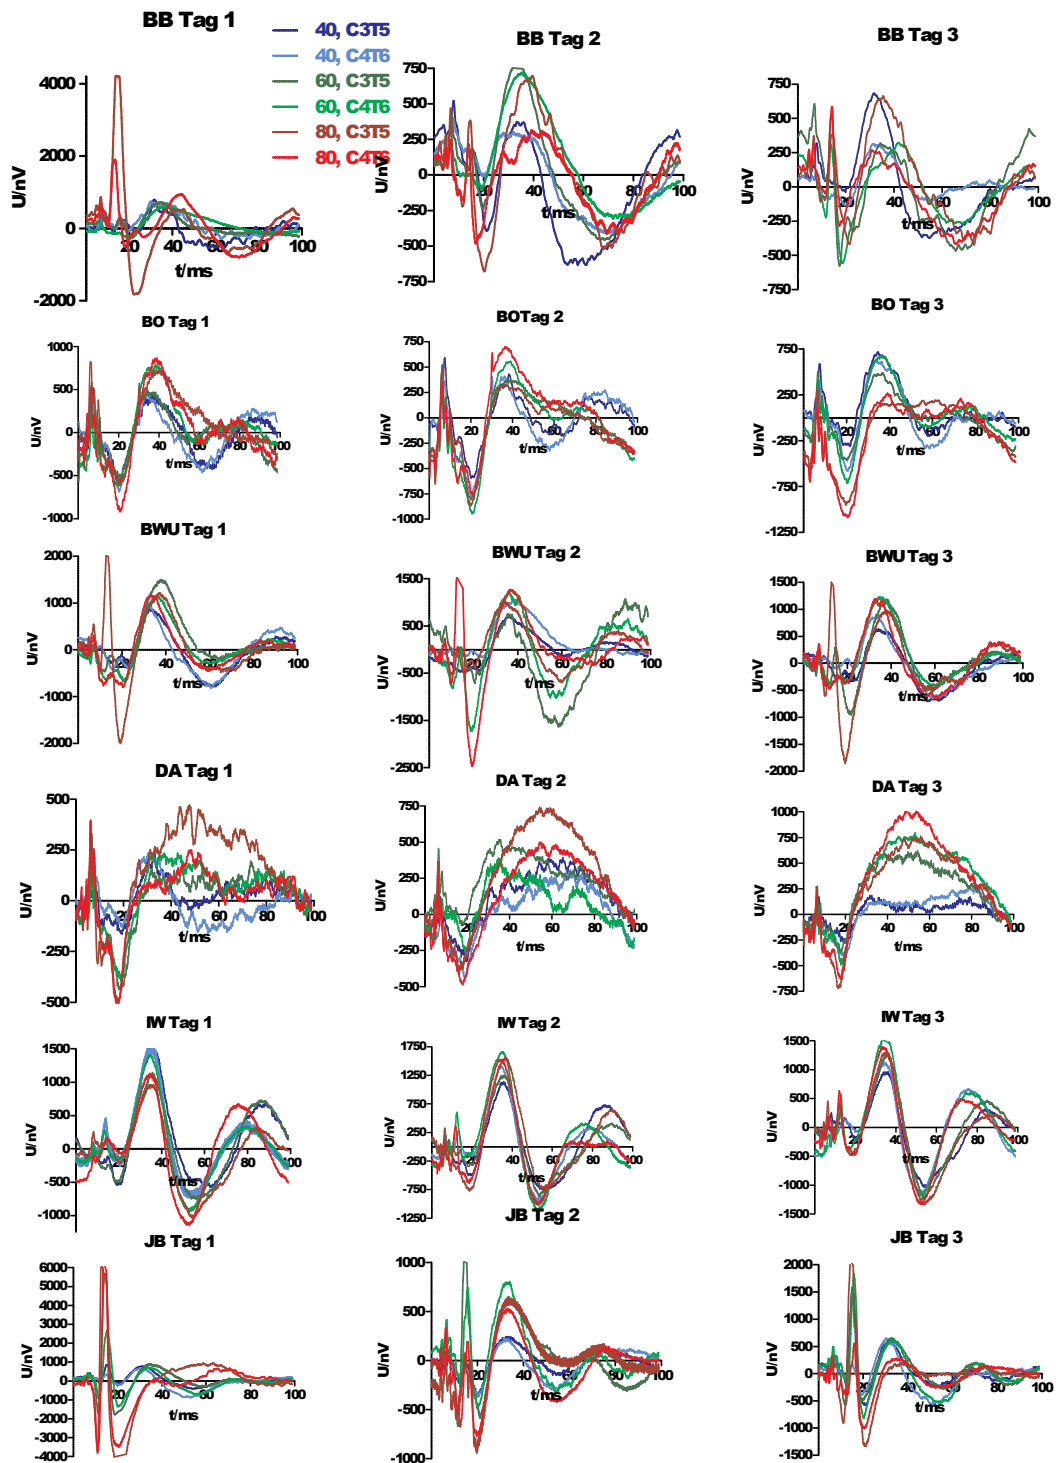 BB Tag 1
40, C3T5
40, C4T6
60, C3T5
60, C4T6
80, C3T5
80, C4T6
BB Tag 2
BB Tag 3
4000
2000
0
-2000
U/nV
20 40 60 80 100
t/ms
750
500
250
0
-250
-500
-750
U/nV
20 40 60 80 100
t/ms
750
500
250
0
-250
-500
-750
U/nV
20 40 60 80 100
t/ms
BO Tag 1
BOTag 2
BO Tag 3
1000
500
0
-500
-1000
U/nV
20 40 60 80 100
t/ms
750
500
250
0
-250
-500
-750
-1000
U/nV
20 40 60 80 100
t/ms
750
250
-250
-750
-1250
U/nV
20 40 60 80 100
t/ms
BWU Tag 1
BWU Tag 2
BWU Tag 3
2000
1000
0
-1000
-2000
U/nV
20 40 60 80 100
t/ms
1500
500
-500
-1500
-2500
U/nV
20 40 60 80 100
t/ms
1500
1000
500
0
-500
-1000
-1500
-2000
U/nV
20 40 60 80 100
t/ms
DA Tag 1
DA Tag 2
DA Tag 3
500
250
0
-250
-500
U/nV
20 40 60 80 100
t/ms
750
500
250
0
-250
-500
U/nV
20 40 60 80 100
t/ms
1000
750
500
250
0
-250
-500
-750
U/nV
20 40 60 80 100
t/ms
IW Tag 1
IW Tag 2
IW Tag 3
1500
1000
500
0
-500
-1000
U/nV
20 40 60 80 100
t/ms
1750
1250
750
250
-250
-750
-1250
U/nV
20 40 60 80 100
t/ms
1500
1000
500
0
-500
-1000
-1500
U/nV
20 40 60 80 100
t/ms
JB Tag 1
JB Tag 2
JB Tag 3
6000
5000
4000
3000
2000
1000
0
-1000
-2000
-3000
-4000
U/nV
20 40 60 80 100
t/ms
1000
500
0
-500
-1000
U/nV
20 40 60 80 100
t/ms
2000
1500
1000
500
0
-500
-1000
-1500
U/nV
20 40 60 80 100
t/ms